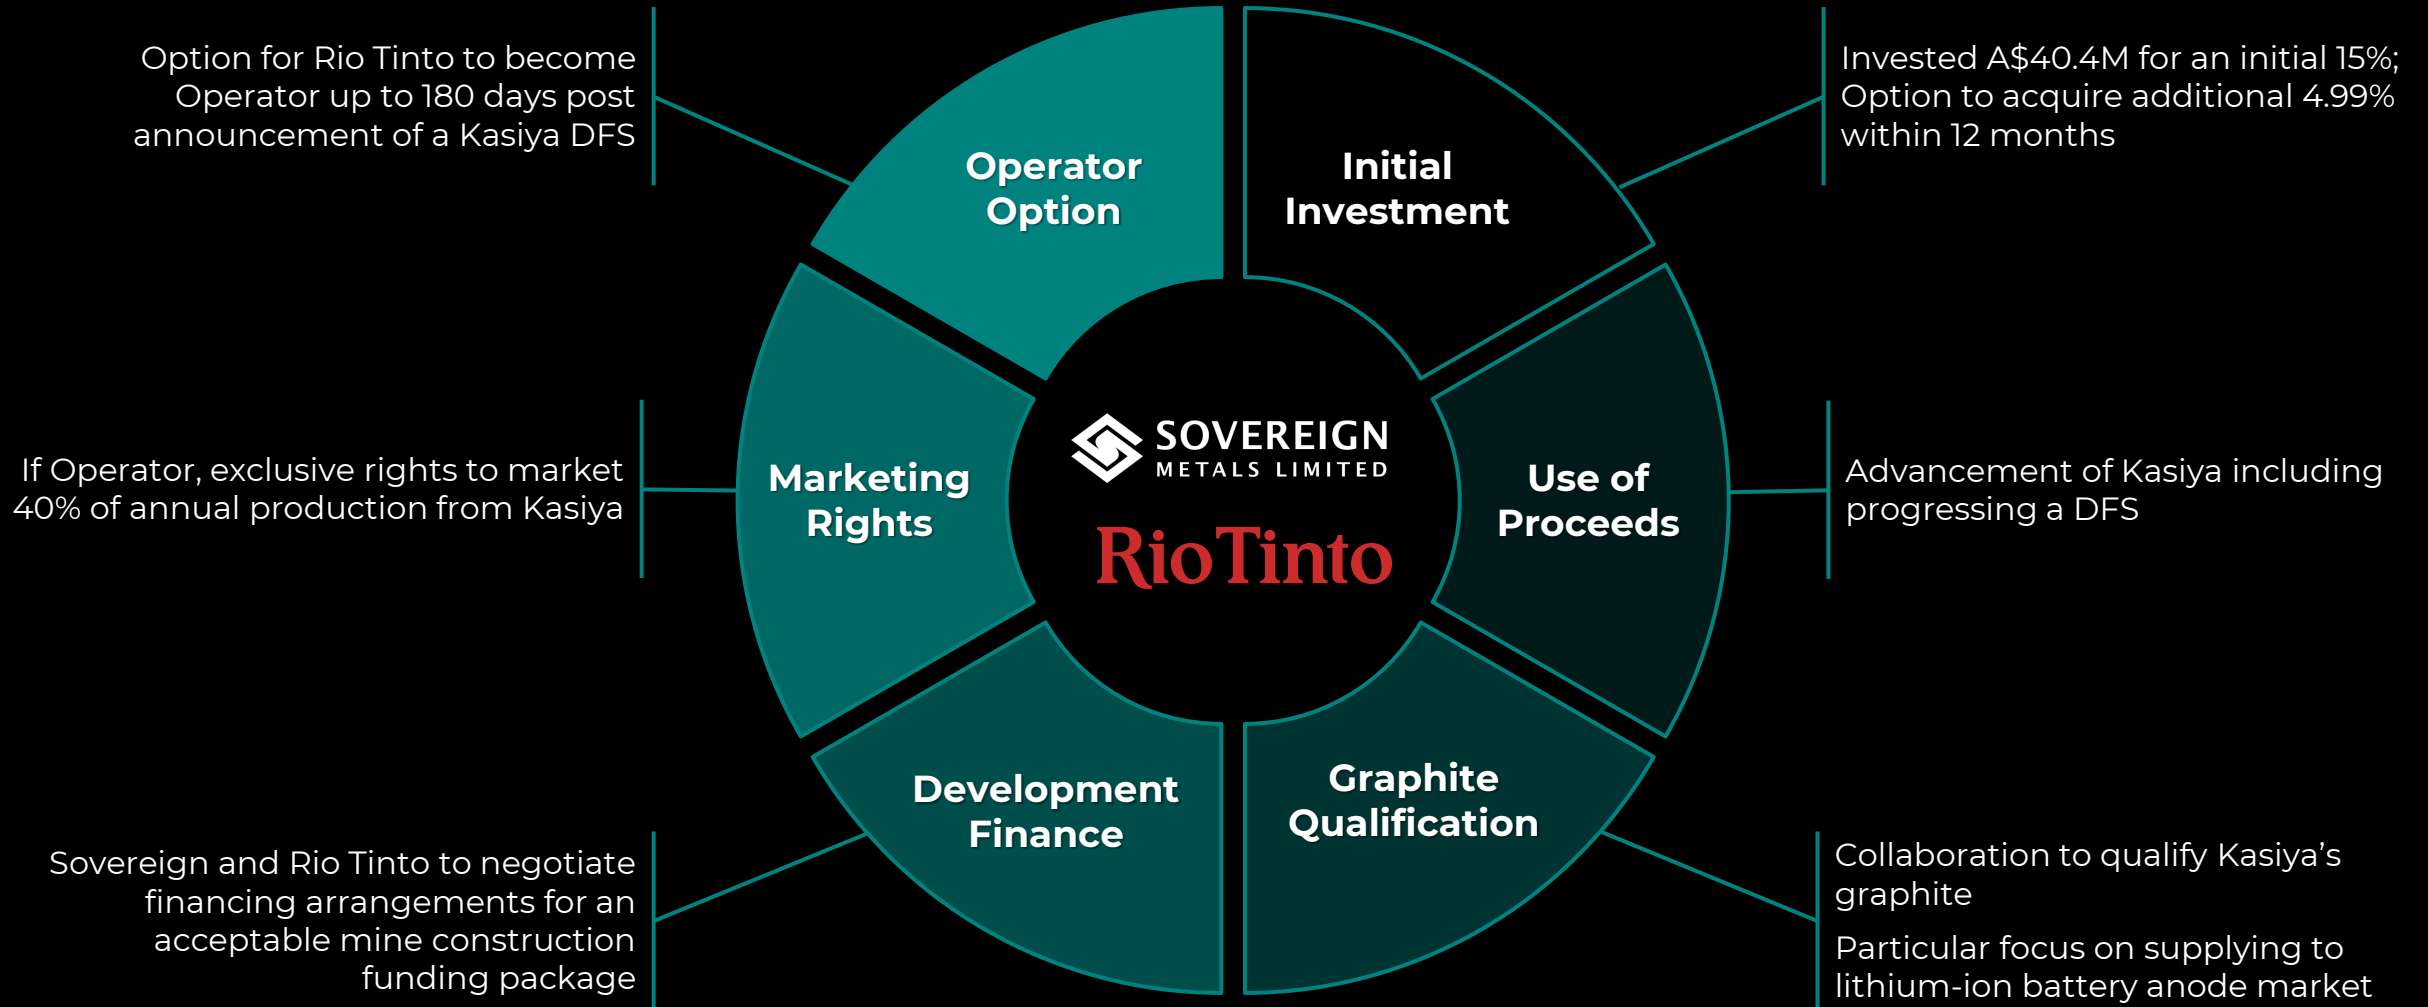 Option for Rio Tinto to become
Operator up to 180 days post
announcement of a Kasiya DFS
Operator
Option
Initial
Investment
Invested A$40.4M for an initial 15%;
Option to acquire additional 4.99%
within 12 months
If Operator, exclusive rights to market
40% of annual production from Kasiya
Marketing
Rights
SOVEREIGN
METALS LIMITED
RioTinto
Use of
Proceeds
Advancement of Kasiya including
progressing a DFS
Sovereign and Rio Tinto to negotiate
financing arrangements for an
acceptable mine construction
funding package
Development
Finance
Graphite
Qualification
Collaboration to qualify Kasiya’s
graphite
Particular focus on supplying to
lithium-ion battery anode market